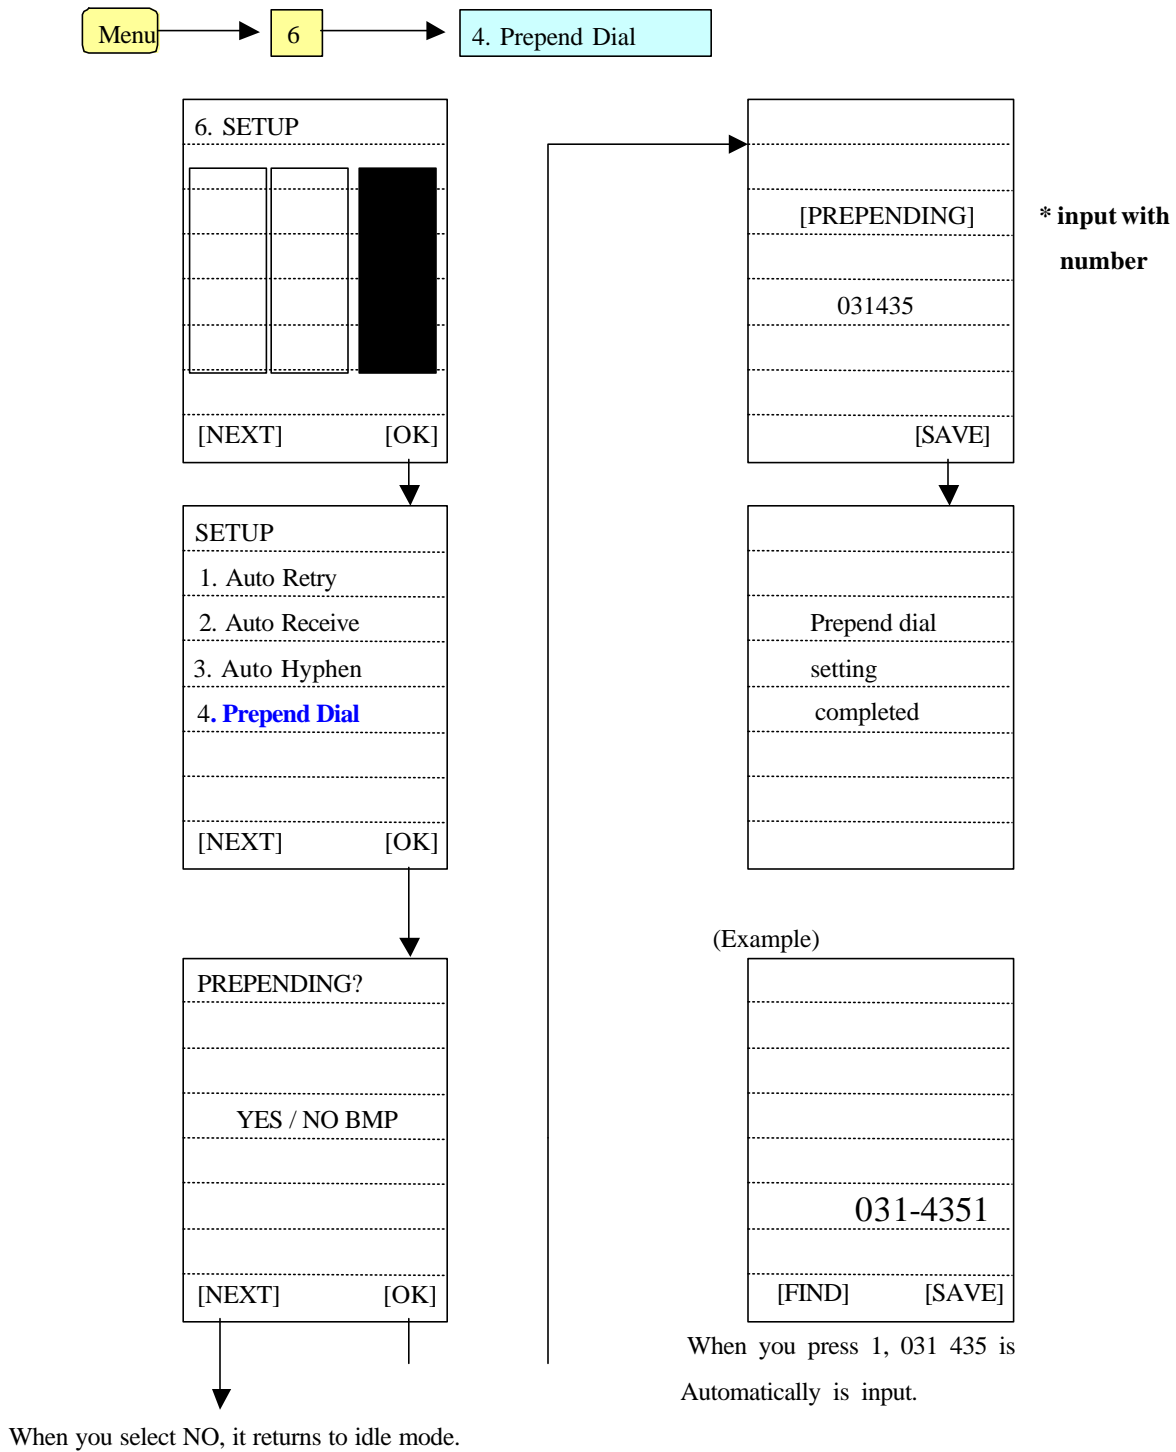 Menu
6
4. Prepend Dial
6. SETUP
[NEXT] [OK]
SETUP
1. Auto Retry
2. Auto Receive
3. Auto Hyphen
4. Prepend Dial
[NEXT] [OK]
PREPENDING?
YES / NO BMP
[NEXT] [OK]
When you select NO, it returns to idle mode.
[PREPENDING]
031435
[SAVE]
* input with
number
Prepend dial
setting
completed
(Example)
031-4351
[FIND] [SAVE]
When you press 1, 031 435 is
Automatically is input.